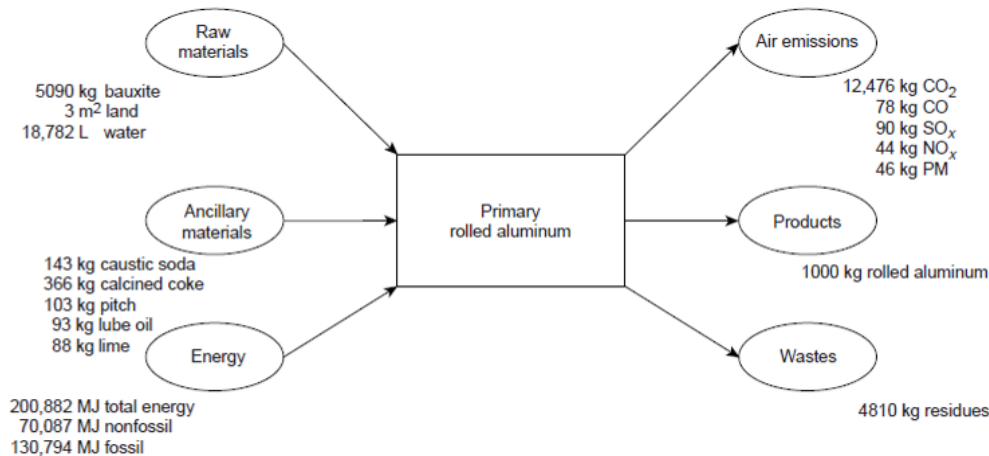 Raw
materials
5090 kg bauxite
3 m² land
18,782 L water
Ancillary
materials
143 kg caustic soda
366 kg calcined coke
103 kg pitch
93 kg lube oil
88 kg lime
Energy
200,882 MJ total energy
70,087 MJ nonfossil
130,794 MJ fossil
Primary
rolled aluminum
Air emissions
12,476 kg CO₂
78 kg CO
90 kg SOₓ
44 kg NOₓ
46 kg PM
Products
1000 kg rolled aluminum
Wastes
4810 kg residues